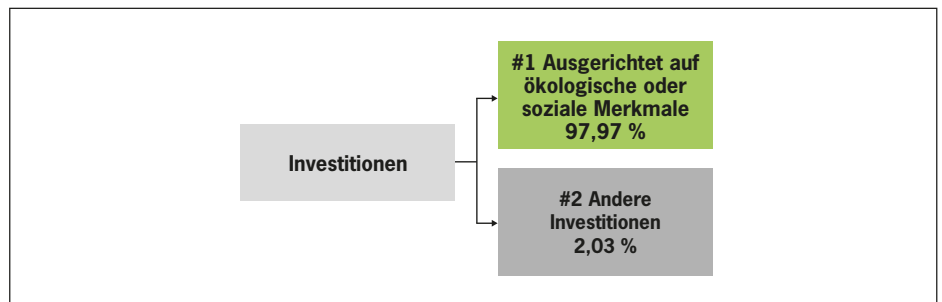 #1 Ausgerichtet auf
ökologische oder
soziale Merkmale
97,97 %
Investitionen
#2 Andere
Investitionen
2,03 %